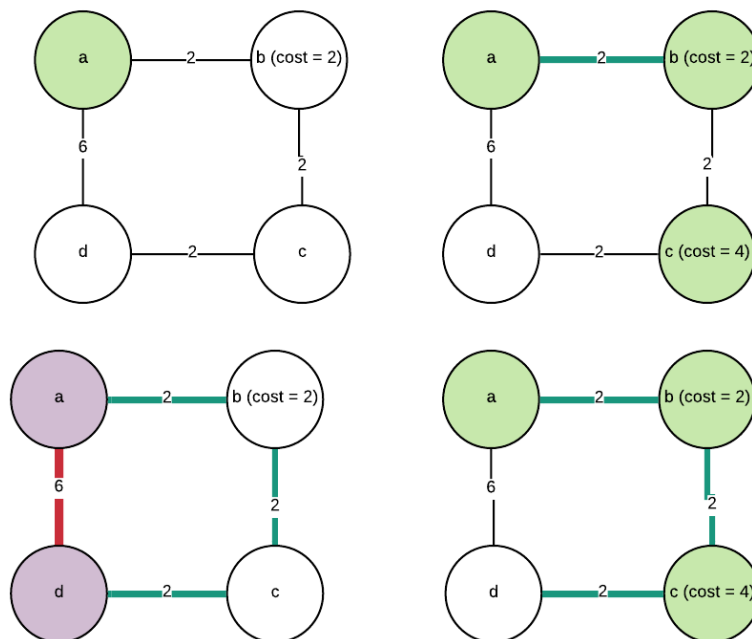 a
2
b (cost = 2)
6
2
d
2
c
a
2
b (cost = 2)
6
2
d
2
c (cost = 4)
a
2
b (cost = 2)
6
2
d
2
c
a
2
b (cost = 2)
6
2
d
2
c (cost = 4)